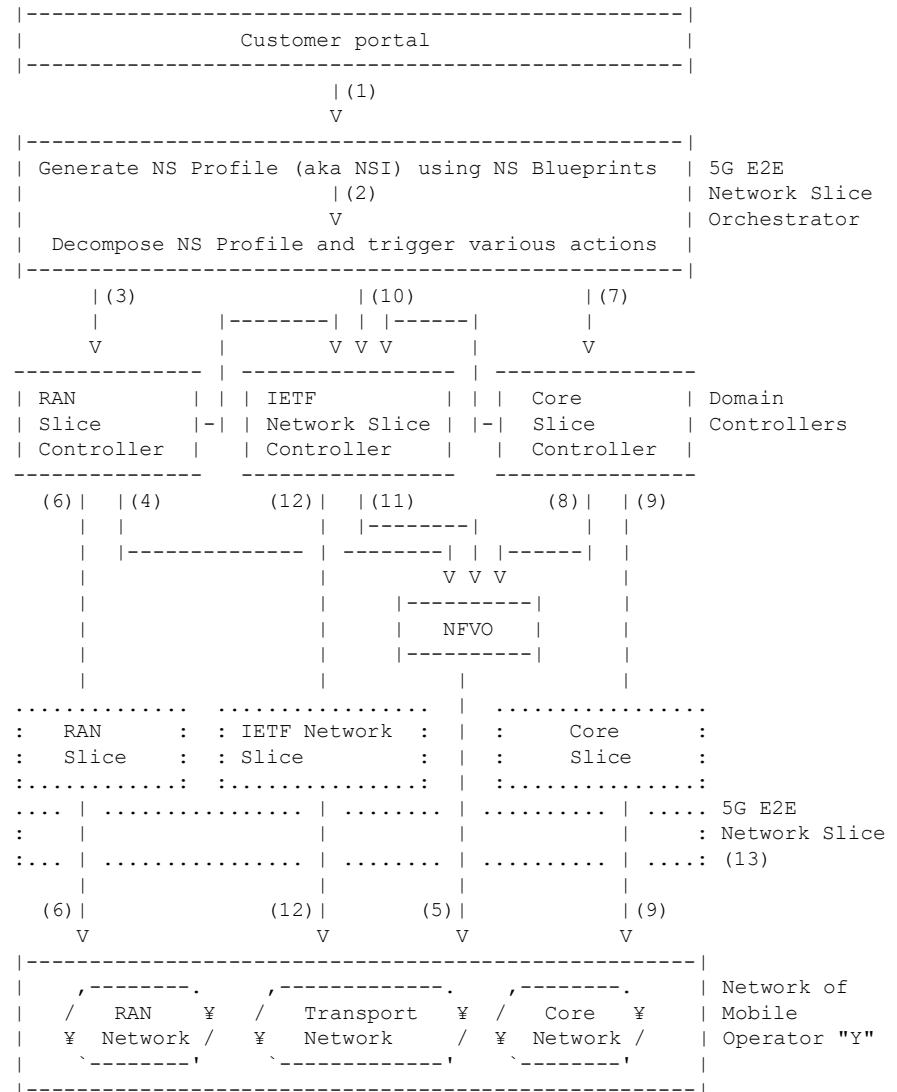 |------------------------------------------------------|
|                  Customer portal                     |
|------------------------------------------------------|
                          |(1)
                          V
|------------------------------------------------------|
| Generate NS Profile (aka NSI) using NS Blueprints    | 5G E2E
|                         |(2)                         | Network Slice
|                         V                            | Orchestrator
|  Decompose NS Profile and trigger various actions    |
|------------------------------------------------------|
      |(3)                  |(10)              |(7)
      |          |--------| | |------|         |
      V          |        V V V      |         V
---------------  | ----------------- | ----------------
| RAN         | | | IETF          | | |  Core         | Domain
| Slice       |-| | Network Slice | |-|  Slice        | Controllers
| Controller  |   | Controller    |   |  Controller   |
---------------   -----------------   ----------------
  (6)|  |(4)           (12)|  |(11)         (8)|  |(9)
     |  |                  |  |--------|       |  |
     |  |-------------- | --------| | |------|  |
     |                  |         V V V         |
     |                  |     |----------|      |
     |                  |     |   NFVO   |      |
     |                  |     |----------|      |
     |                  |          |            |
..............  .................  |  .................
:   RAN      :  : IETF Network  :  |  :     Core      :
:   Slice    :  : Slice         :  |  :     Slice     :
:............:  :...............:  |  :...............:
.... | ................ | ........ | .......... | ..... 5G E2E
:    |                  |          |            |     : Network Slice
:... | ................ | ........ | .......... | ....: (13)
     |                  |          |            |
  (6)|              (12)|       (5)|            |(9)
     V                  V          V            V
|-------------------------------------------------------|
|    ,--------.    ,-------------.    ,--------.        | Network of
|   /   RAN    ¥  /   Transport   ¥  /   Core   ¥       | Mobile
|   ¥  Network /  ¥   Network     /  ¥  Network /       | Operator "Y"
|    `--------'    `-------------'    `--------'        |
|-------------------------------------------------------|